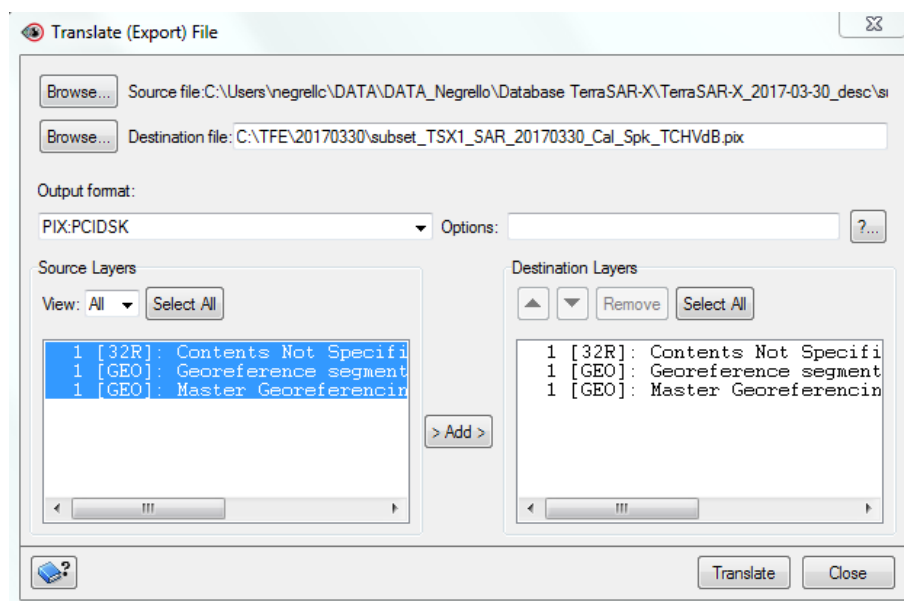 Translate (Export) File
Browse... Source file:C:\Users\negrellc\DATA\DATA_Negrello\Database TerraSAR-X\TerraSAR-X_2017-03-30_desc\su
Browse... Destination file: C:\TFE\20170330\subset_TSX1_SAR_20170330_Cal_Spk_TCHVdB.pix
Output format:
PIX:PCIDSK Options: ?...
Source Layers Destination Layers
View: All Select All Remove Select All
1 [32R]: Contents Not Specifi 1 [32R]: Contents Not Specifi
1 [GEO]: Georeference segment 1 [GEO]: Georeference segment
1 [GEO]: Master Georeferencin 1 [GEO]: Master Georeferencin
> Add >
? Translate Close